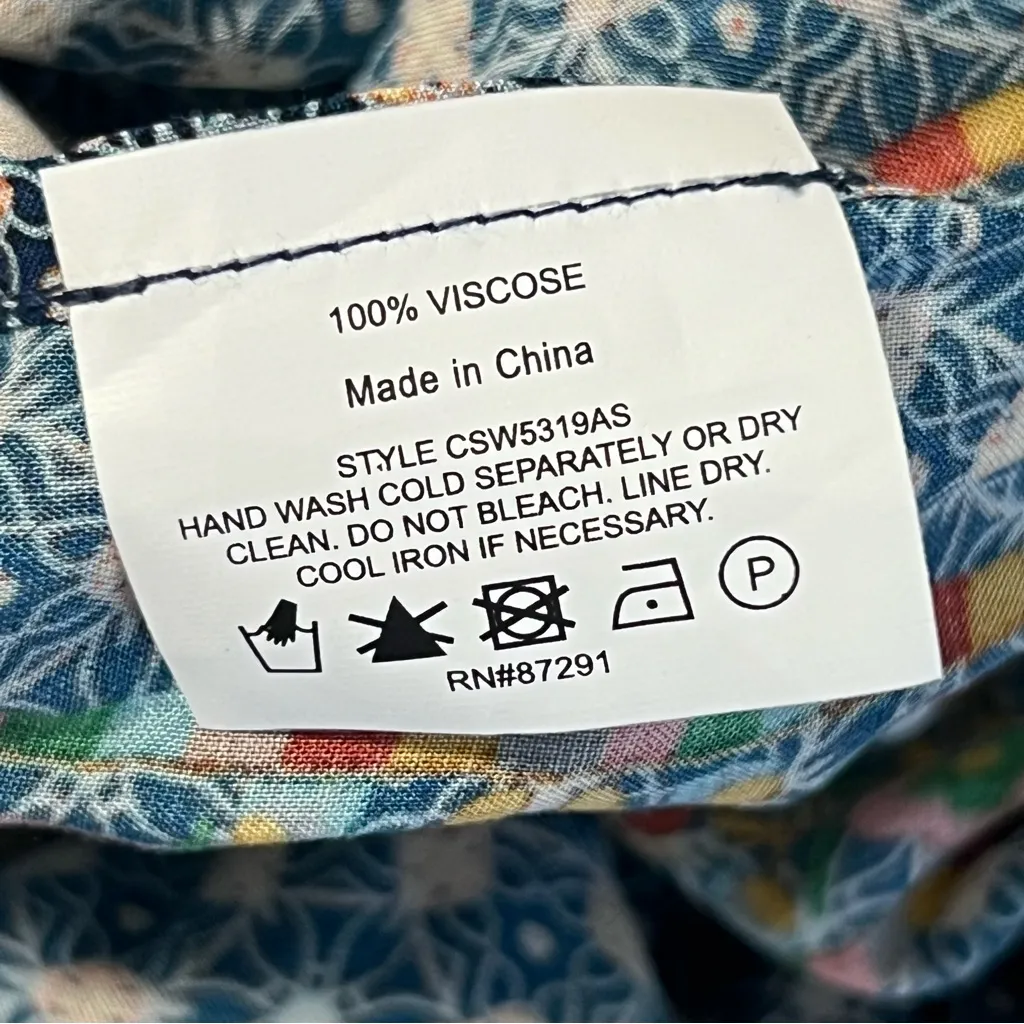 100% VISCOSE
Made in China
STYLE CSW5319AS
HAND WASH COLD SEPARATELY OR DRY
CLEAN. DO NOT BLEACH. LINE DRY.
COOL IRON IF NECESSARY.
P
RN#87291